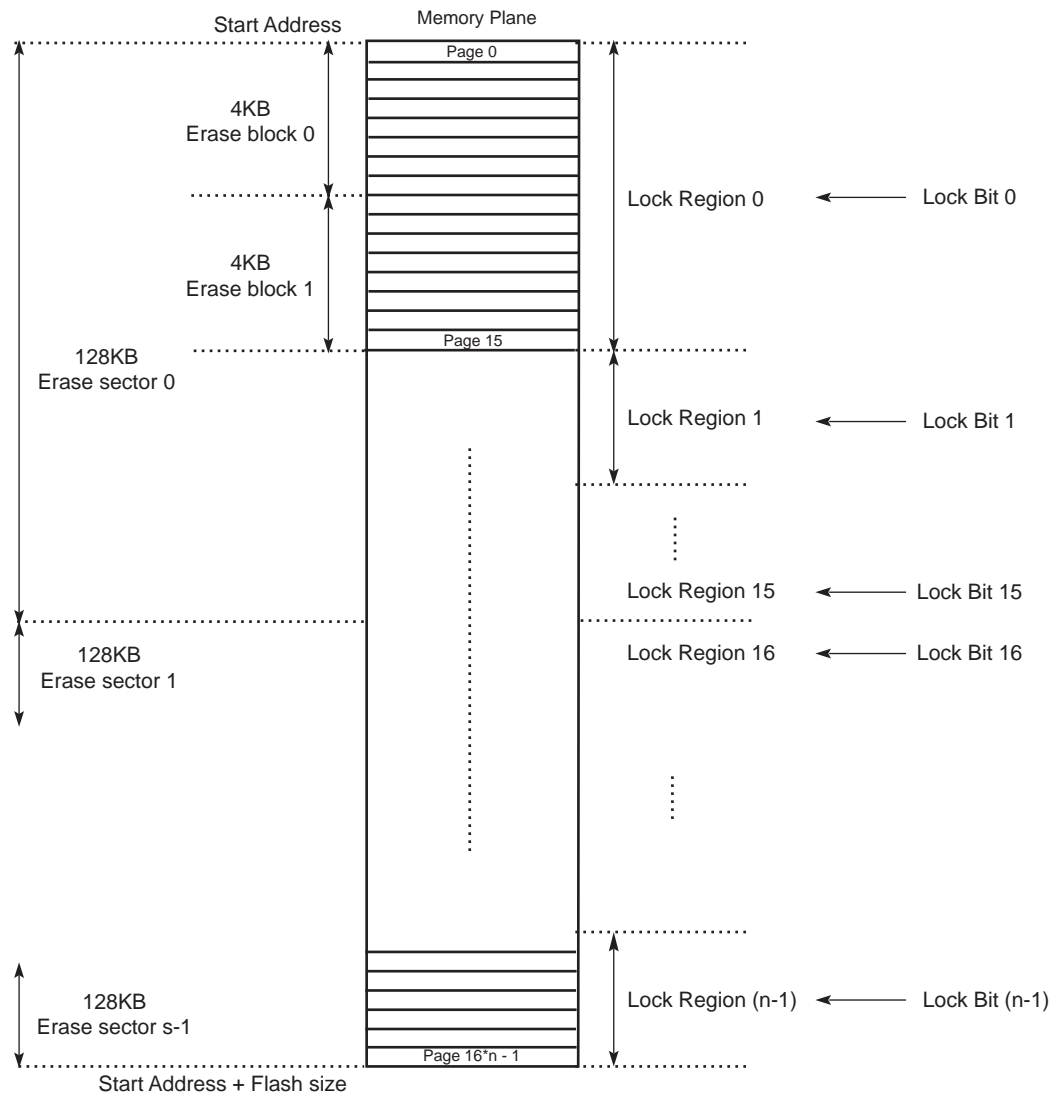 Start Address
Memory Plane
Page 0
4KB
Erase block 0
Lock Region 0
Lock Bit 0
4KB
Erase block 1
Page 15
128KB
Erase sector 0
Lock Region 1
Lock Bit 1
Lock Region 15
Lock Bit 15
128KB
Erase sector 1
Lock Region 16
Lock Bit 16
128KB
Erase sector s-1
Lock Region (n-1)
Lock Bit (n-1)
Page 16*n - 1
Start Address + Flash size